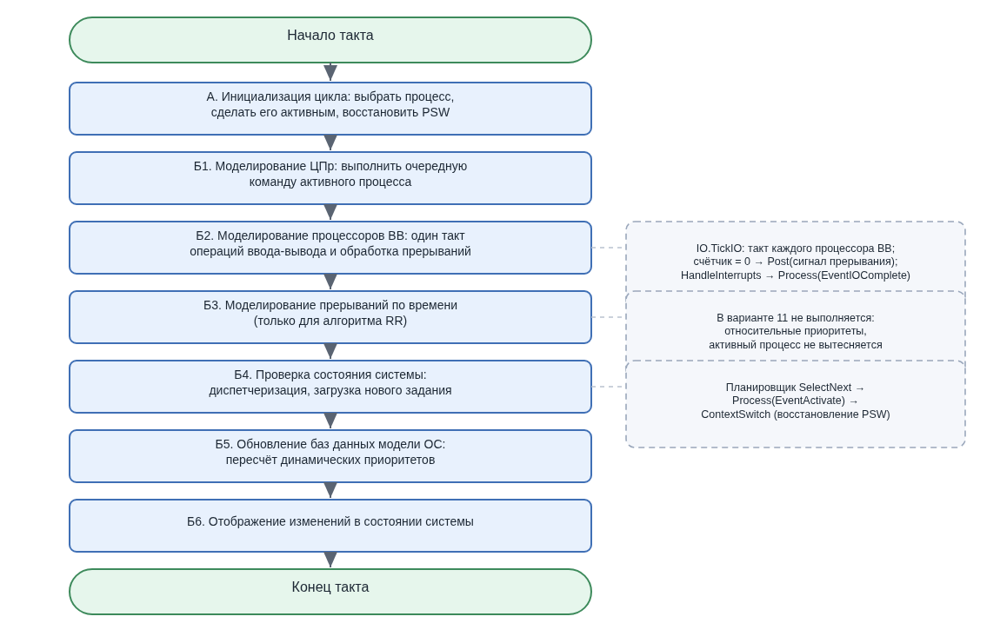 Начало такта
А. Инициализация цикла: выбрать процесс,
сделать его активным, восстановить PSW
Б1. Моделирование ЦПр: выполнить очередную
команду активного процесса
Б2. Моделирование процессоров ВВ: один такт
операций ввода-вывода и обработка прерываний
IO.TickIO: такт каждого процессора ВВ;
счётчик = 0 → Post(сигнал прерывания);
HandleInterrupts → Process(EventIOComplete)
Б3. Моделирование прерываний по времени
(только для алгоритма RR)
В варианте 11 не выполняется:
относительные приоритеты,
активный процесс не вытесняется
Б4. Проверка состояния системы:
диспетчеризация, загрузка нового задания
Планировщик SelectNext →
Process(EventActivate) →
ContextSwitch (восстановление PSW)
Б5. Обновление баз данных модели ОС:
пересчёт динамических приоритетов
Б6. Отображение изменений в состоянии системы
Конец такта